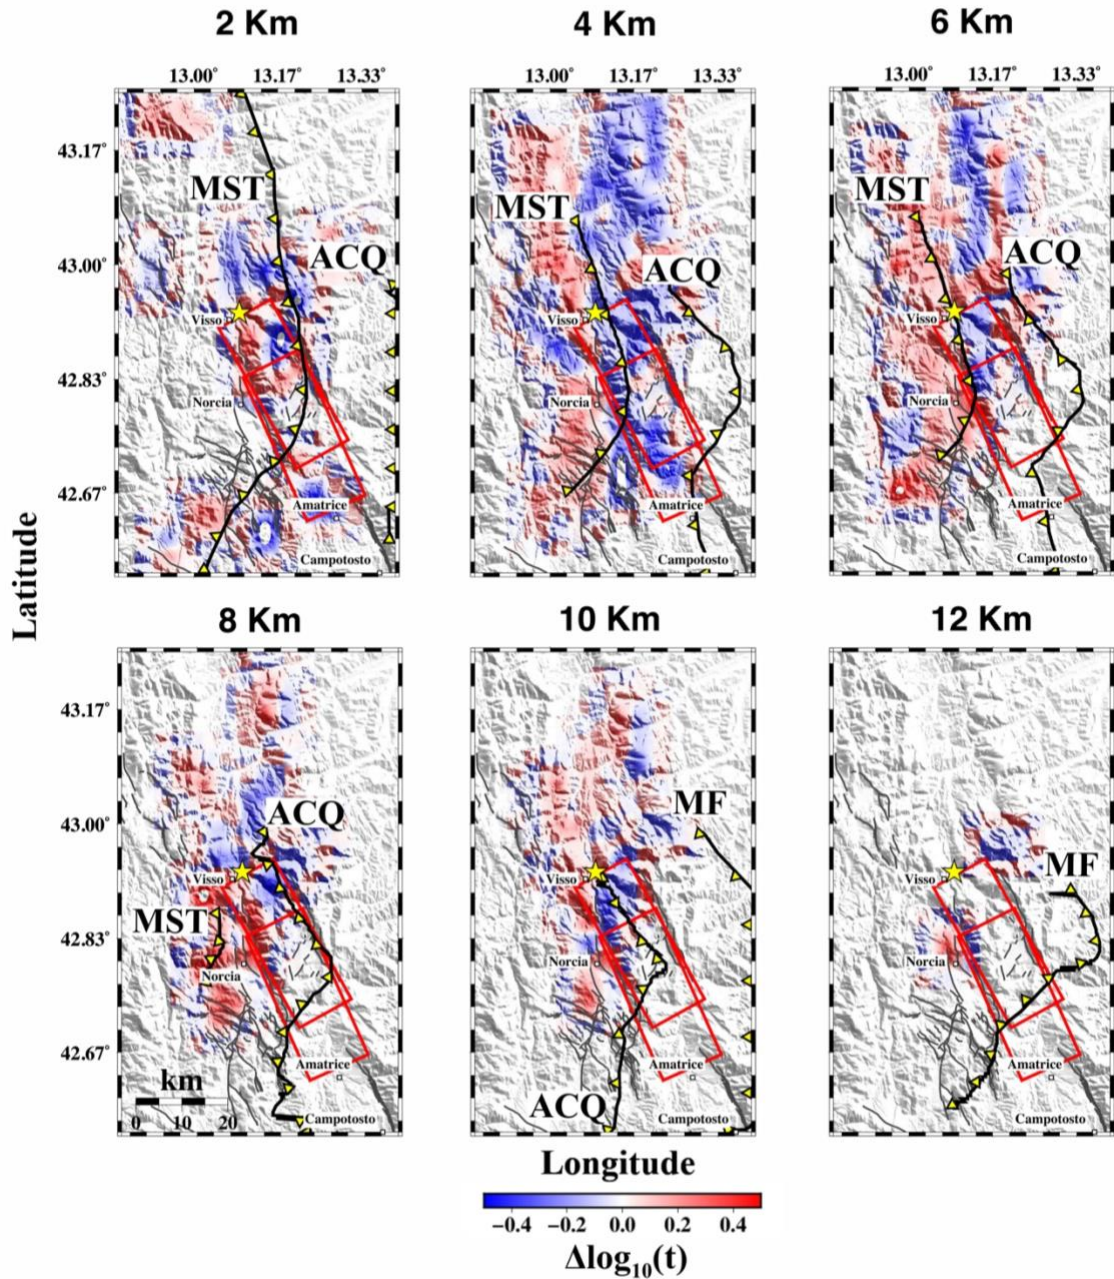 2 Km 4 Km 6 Km
13.00° 13.17° 13.33° 13.00° 13.17° 13.33° 13.00° 13.17° 13.33°
43.17°
MST MST MST
43.00° ACQ ACQ ACQ
Visso Visso Visso
42.83°
Norcia Norcia Norcia
42.67°
Amatrice Amatrice Amatrice
Campotosto Campotosto Campotosto
Latitude
8 Km 10 Km 12 Km
43.17°
43.00° ACQ MF
Visso Visso Visso MF
42.83° MST
Norcia Norcia Norcia
42.67°
Amatrice Amatrice Amatrice
km
0 10 20 Campotosto ACQ Campotosto Campotosto
Longitude
−0.4 −0.2 0.0 0.2 0.4
Δlog₁₀(t)